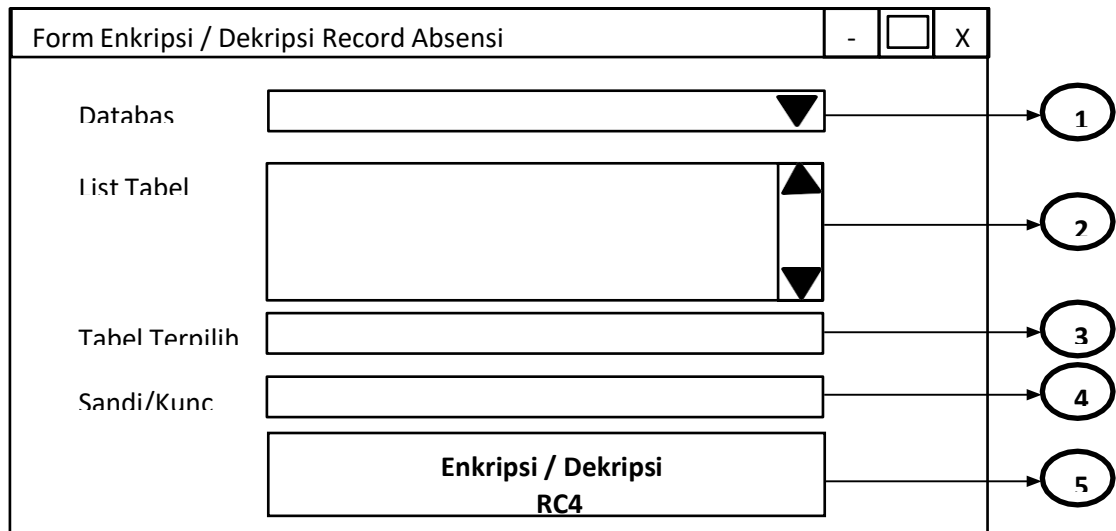 Form Enkripsi / Dekripsi Record Absensi - X
Databas 1
List Tabel 2
Tabel Terpilih 3
Sandi/Kunc 4
Enkripsi / Dekripsi
RC4 5